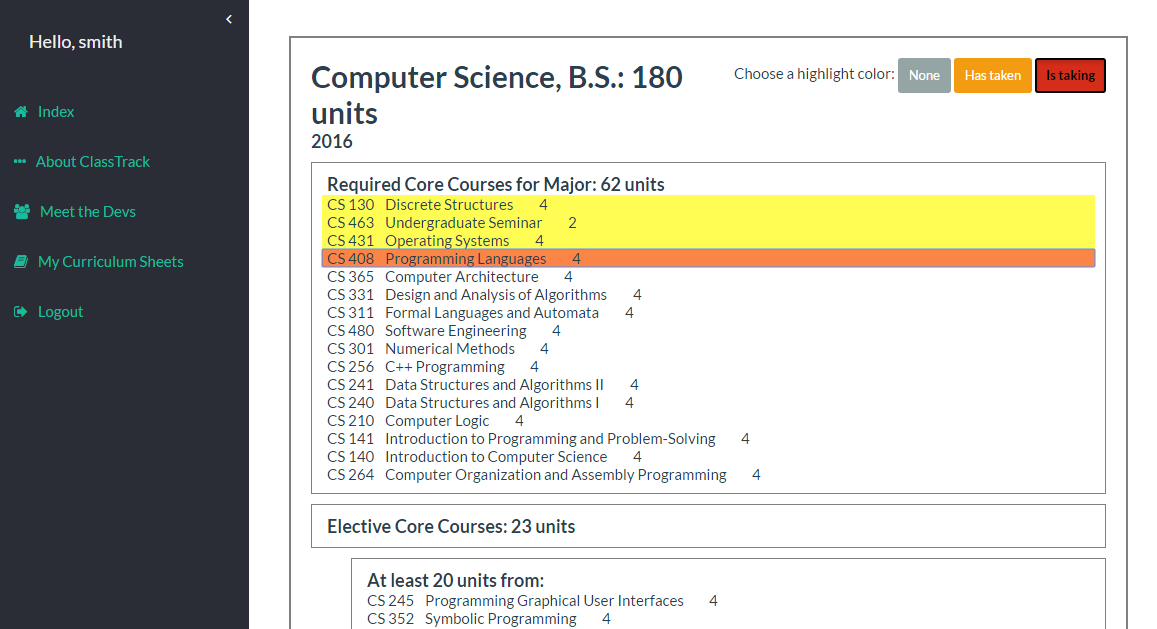 Hello, smith
Index
About ClassTrack
Meet the Devs
My Curriculum Sheets
Logout
Computer Science, B.S.: 180
units
2016
Choose a highlight color: None Has taken Is taking
Required Core Courses for Major: 62 units
CS 130 Discrete Structures 4
CS 463 Undergraduate Seminar 2
CS 431 Operating Systems 4
CS 408 Programming Languages 4
CS 365 Computer Architecture 4
CS 331 Design and Analysis of Algorithms 4
CS 311 Formal Languages and Automata 4
CS 480 Software Engineering 4
CS 301 Numerical Methods 4
CS 256 C++ Programming 4
CS 241 Data Structures and Algorithms II 4
CS 240 Data Structures and Algorithms I 4
CS 210 Computer Logic 4
CS 141 Introduction to Programming and Problem-Solving 4
CS 140 Introduction to Computer Science 4
CS 264 Computer Organization and Assembly Programming 4
Elective Core Courses: 23 units
At least 20 units from:
CS 245 Programming Graphical User Interfaces 4
CS 352 Symbolic Programming 4